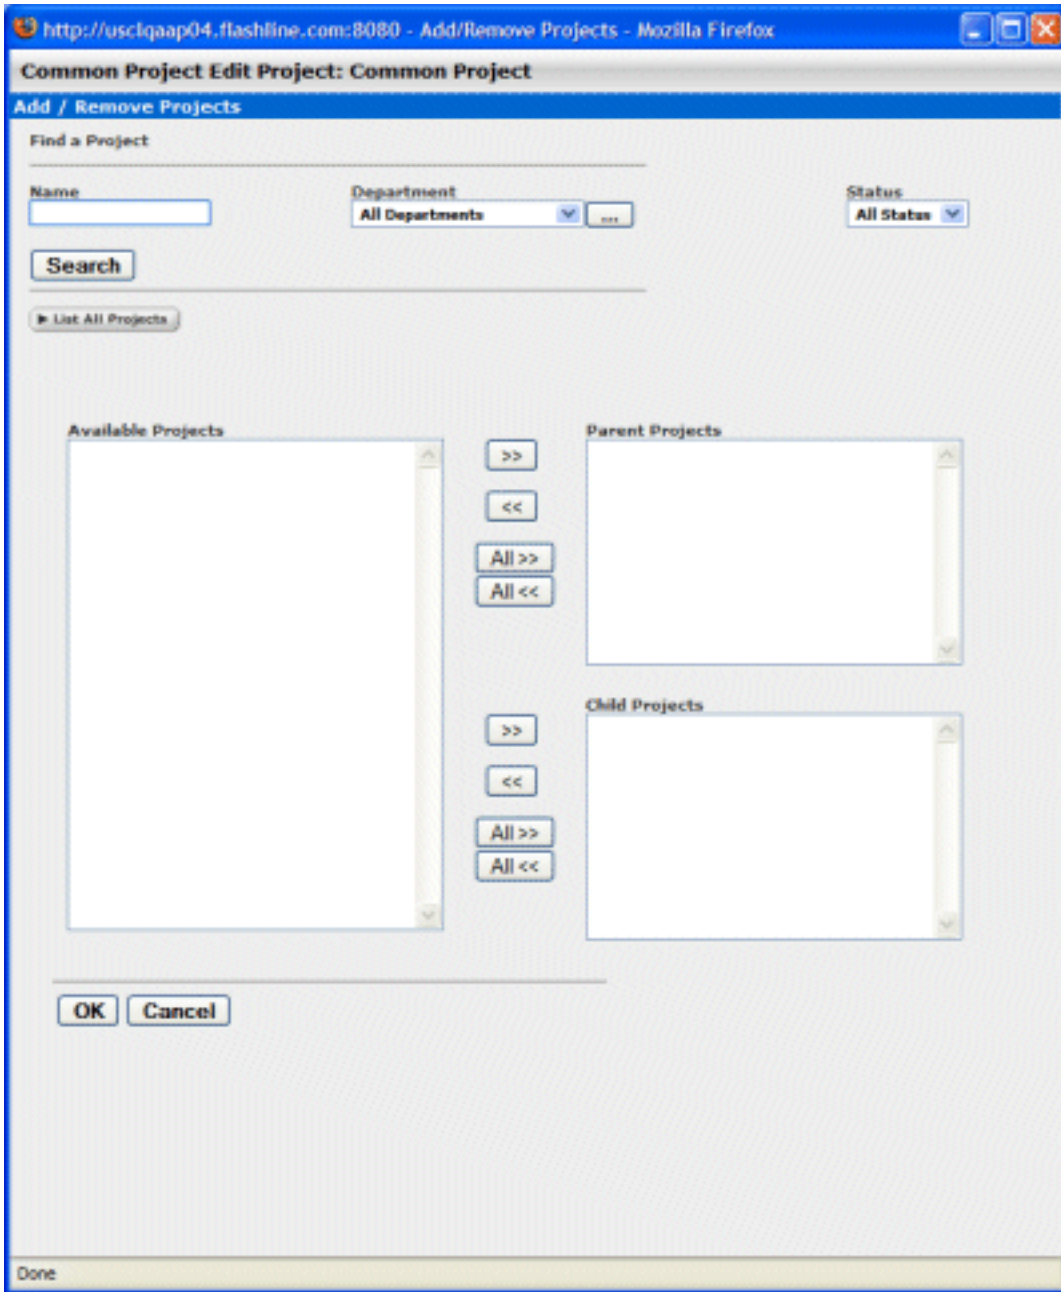 http://usclqaap04.flashline.com:8080 - Add/Remove Projects - Mozilla Firefox
Common Project Edit Project: Common Project
Add / Remove Projects
Find a Project
Name Department Status
All Departments ... All Status
Search
List All Projects
Available Projects Parent Projects
>>
<<
All >>
All <<
Child Projects
>>
<<
All >>
All <<
OK Cancel
Done